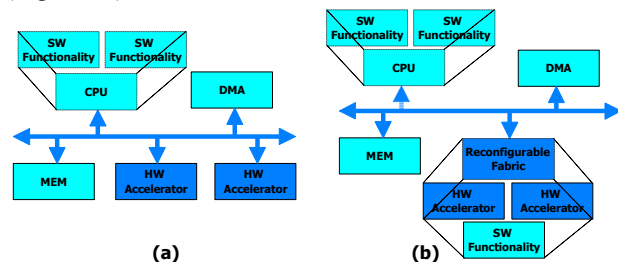 SW
Functionality
SW
Functionality
CPU
DMA
MEM
HW
Accelerator
HW
Accelerator
(a)
SW
Functionality
SW
Functionality
CPU
DMA
MEM
Reconfigurable
Fabric
HW
Accelerator
HW
Accelerator
SW
Functionality
(b)